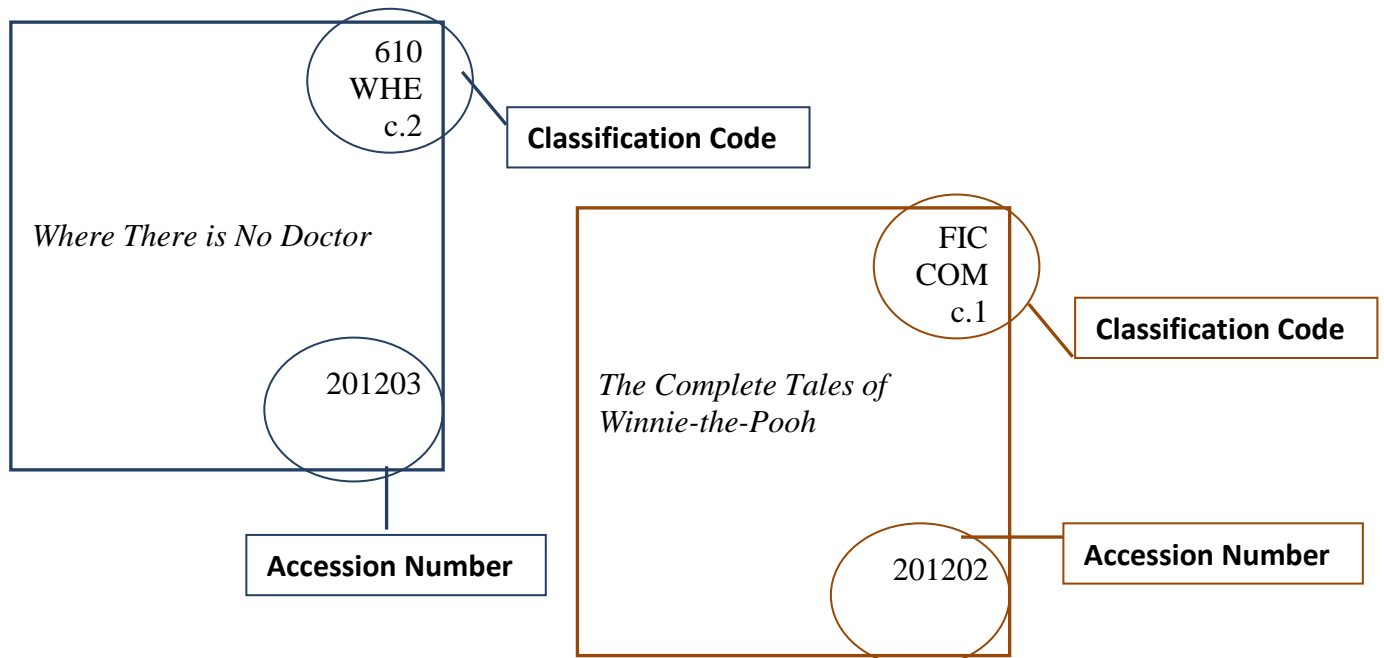 610
WHE
c.2
Classification Code
Where There is No Doctor
201203
Accession Number
FIC
COM
c.1
Classification Code
The Complete Tales of
Winnie-the-Pooh
201202
Accession Number